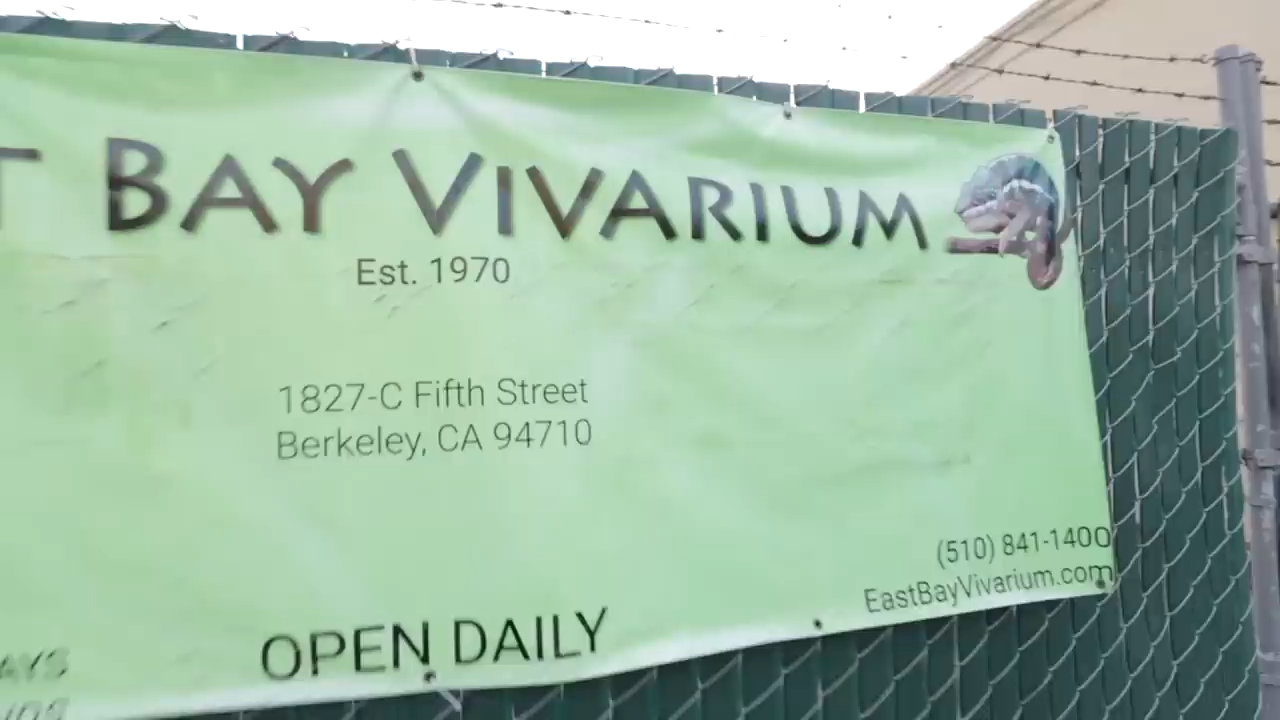 BAY VIVARIUM
Est. 1970
1827-C Fifth Street
Berkeley, CA 94710
(510) 841-1400
EastBayVivarium.com
OPEN DAILY